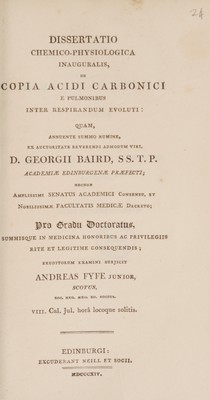 24
DISSERTATIO
CHEMICO-PHYSIOLOGICA
INAUGURALIS,
DE
COPIA ACIDI CARBONICI
E PULMONIBUS
INTER RESPIRANDUM EVOLUTI:
QUAM,
ANNUENTE SUMMO NUMINE,
EX AUCTORITATE REVERENDI ADMODUM VIRI,
D. GEORGII BAIRD, SS. T. P.
ACADEMIÆ EDINBURGENÆ PRÆFECTI;
NECNON
AMPLISSIMI SENATUS ACADEMICI CONSENSU, ET
NOBILISSIMÆ FACULTATIS MEDICÆ DECRETO;
Pro Gradu Doctoratus,
SUMMISQUE IN MEDICINA HONORIBUS AC PRIVILEGIIS
RITE ET LEGITIME CONSEQUENDIS;
ERUDITORUM EXAMINI SUBJICIT
ANDREAS FYFE JUNIOR,
SCOTUS,
VIII. Cal. Jul. horâ locoque solitis.
EDINBURGI:
EXCUDEBANT NEILL ET SOCII.
MDCCCXIV.